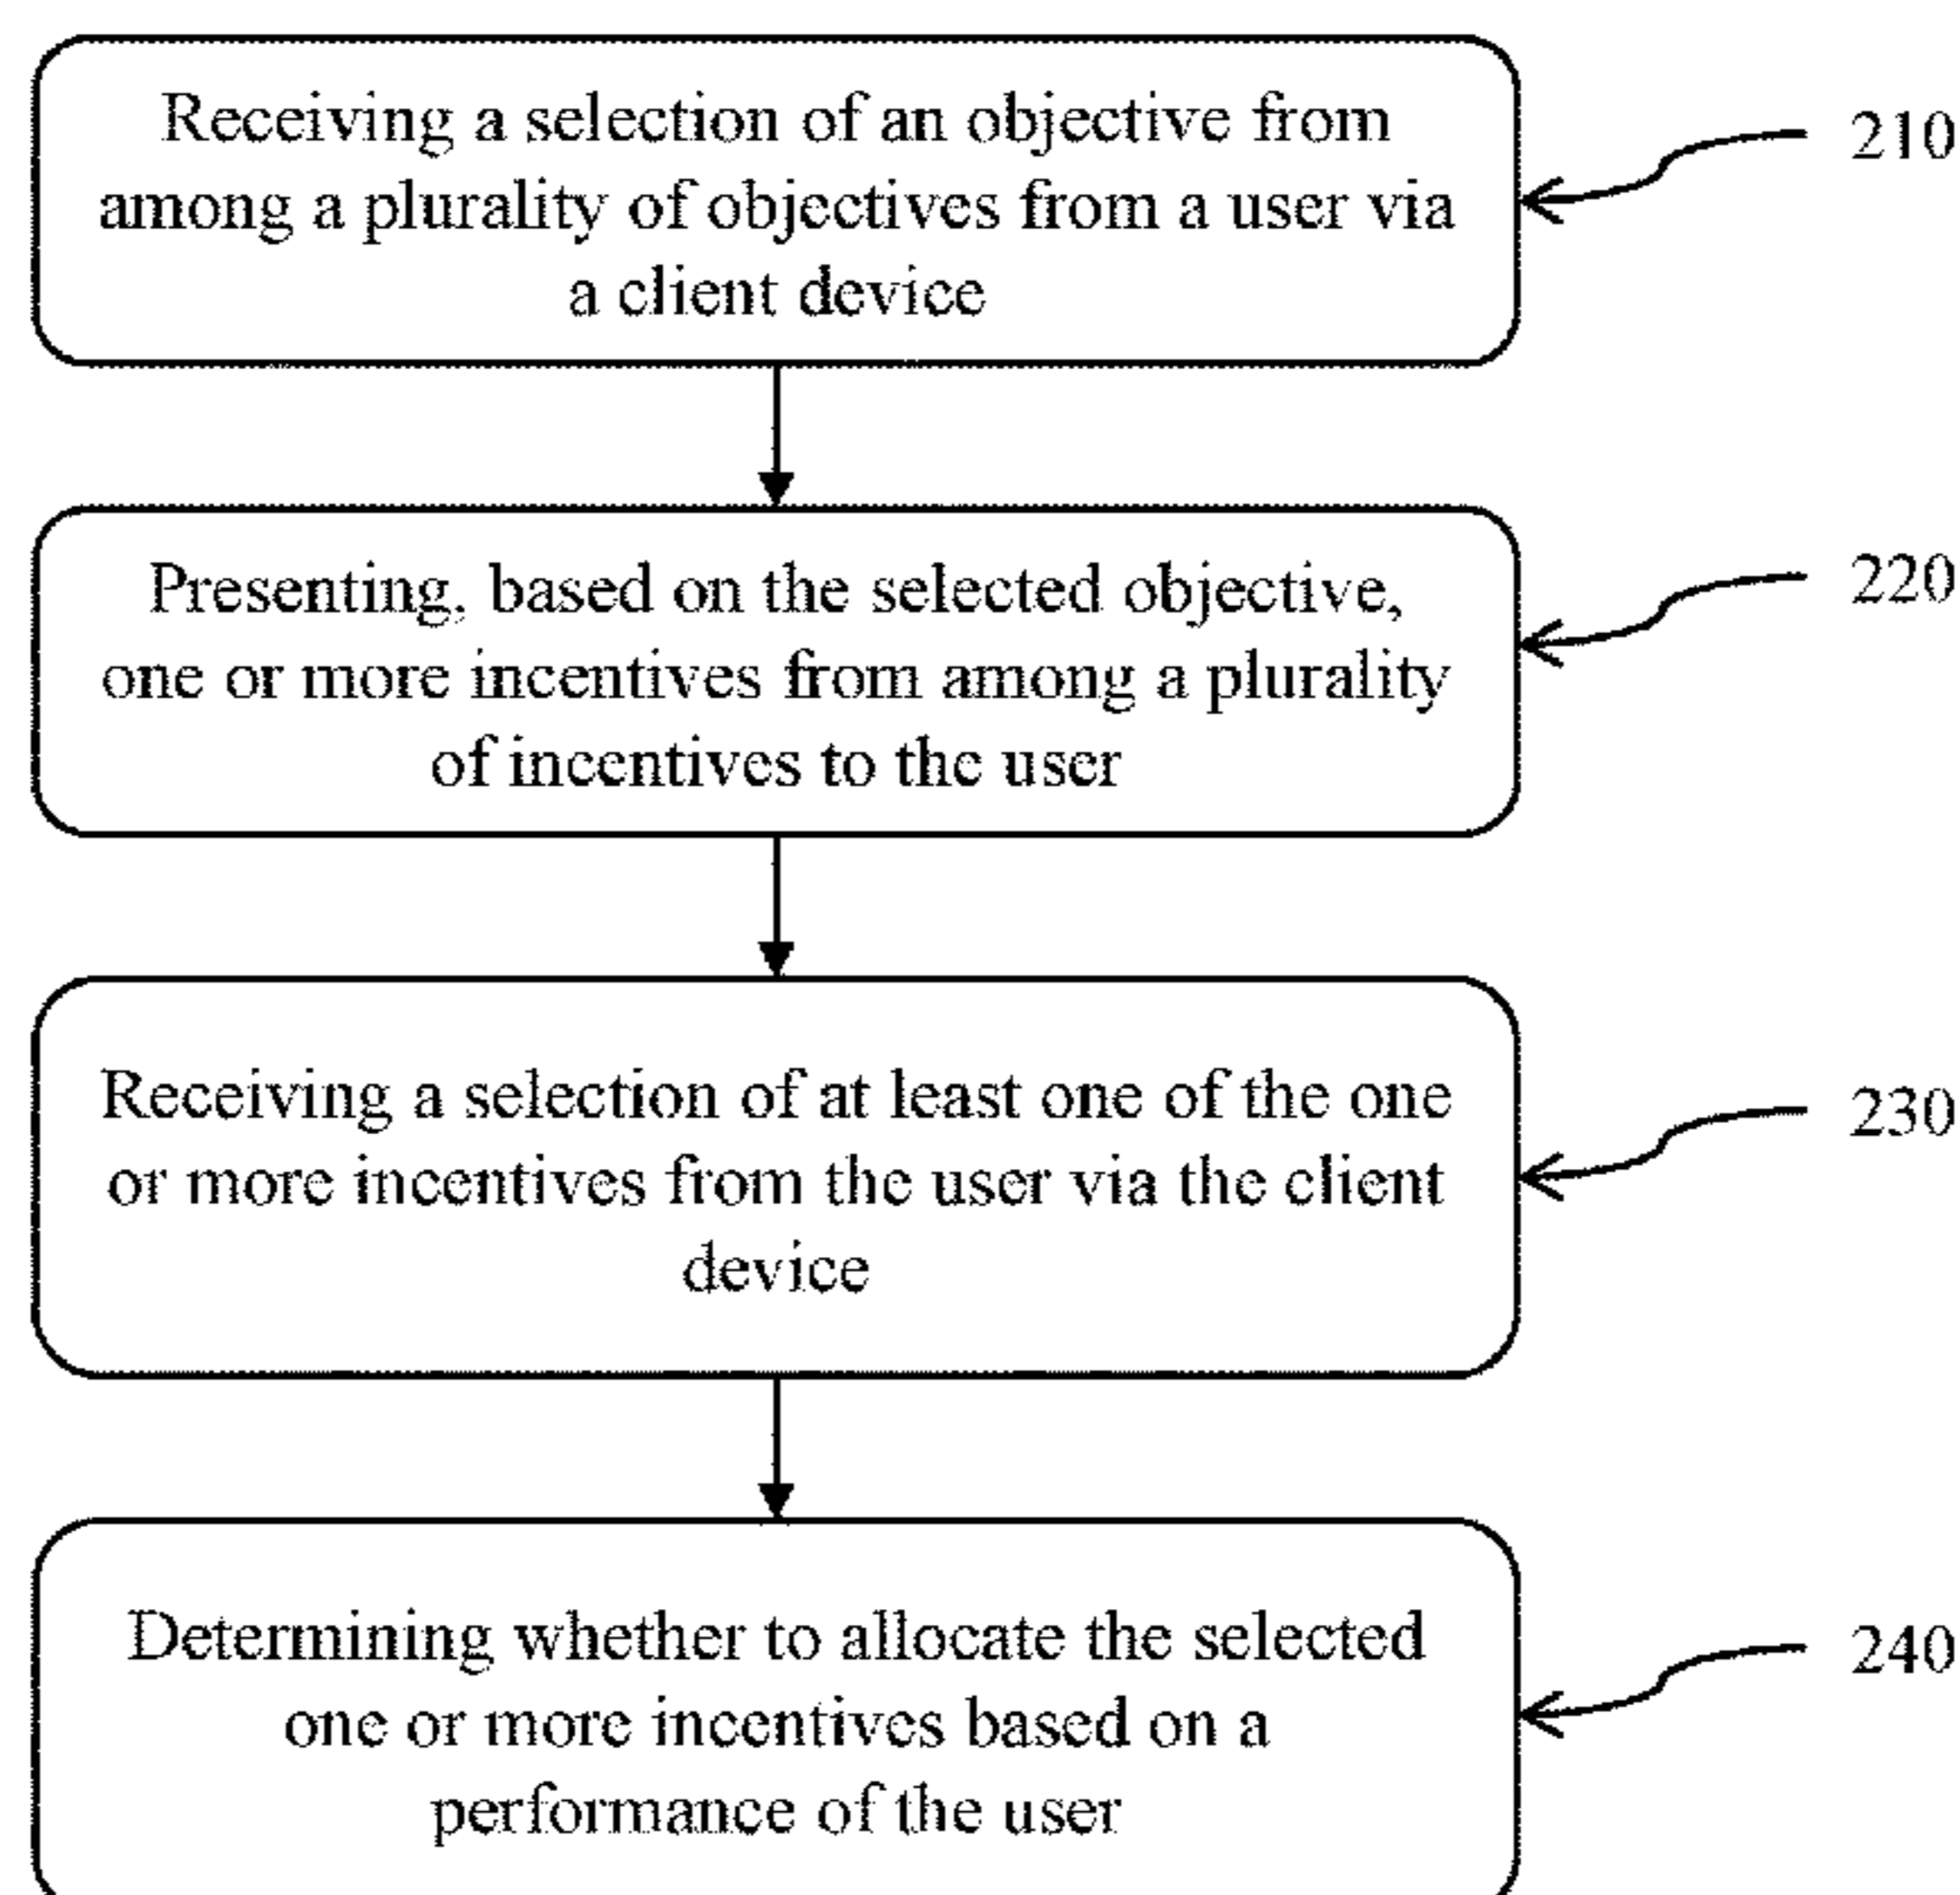 Receiving a selection of an objective from
among a plurality of objectives from a user via
a client device
210
Presenting, based on the selected objective,
one or more incentives from among a plurality
of incentives to the user
220
Receiving a selection of at least one of the one
or more incentives from the user via the client
device
230
Determining whether to allocate the selected
one or more incentives based on a
performance of the user
240